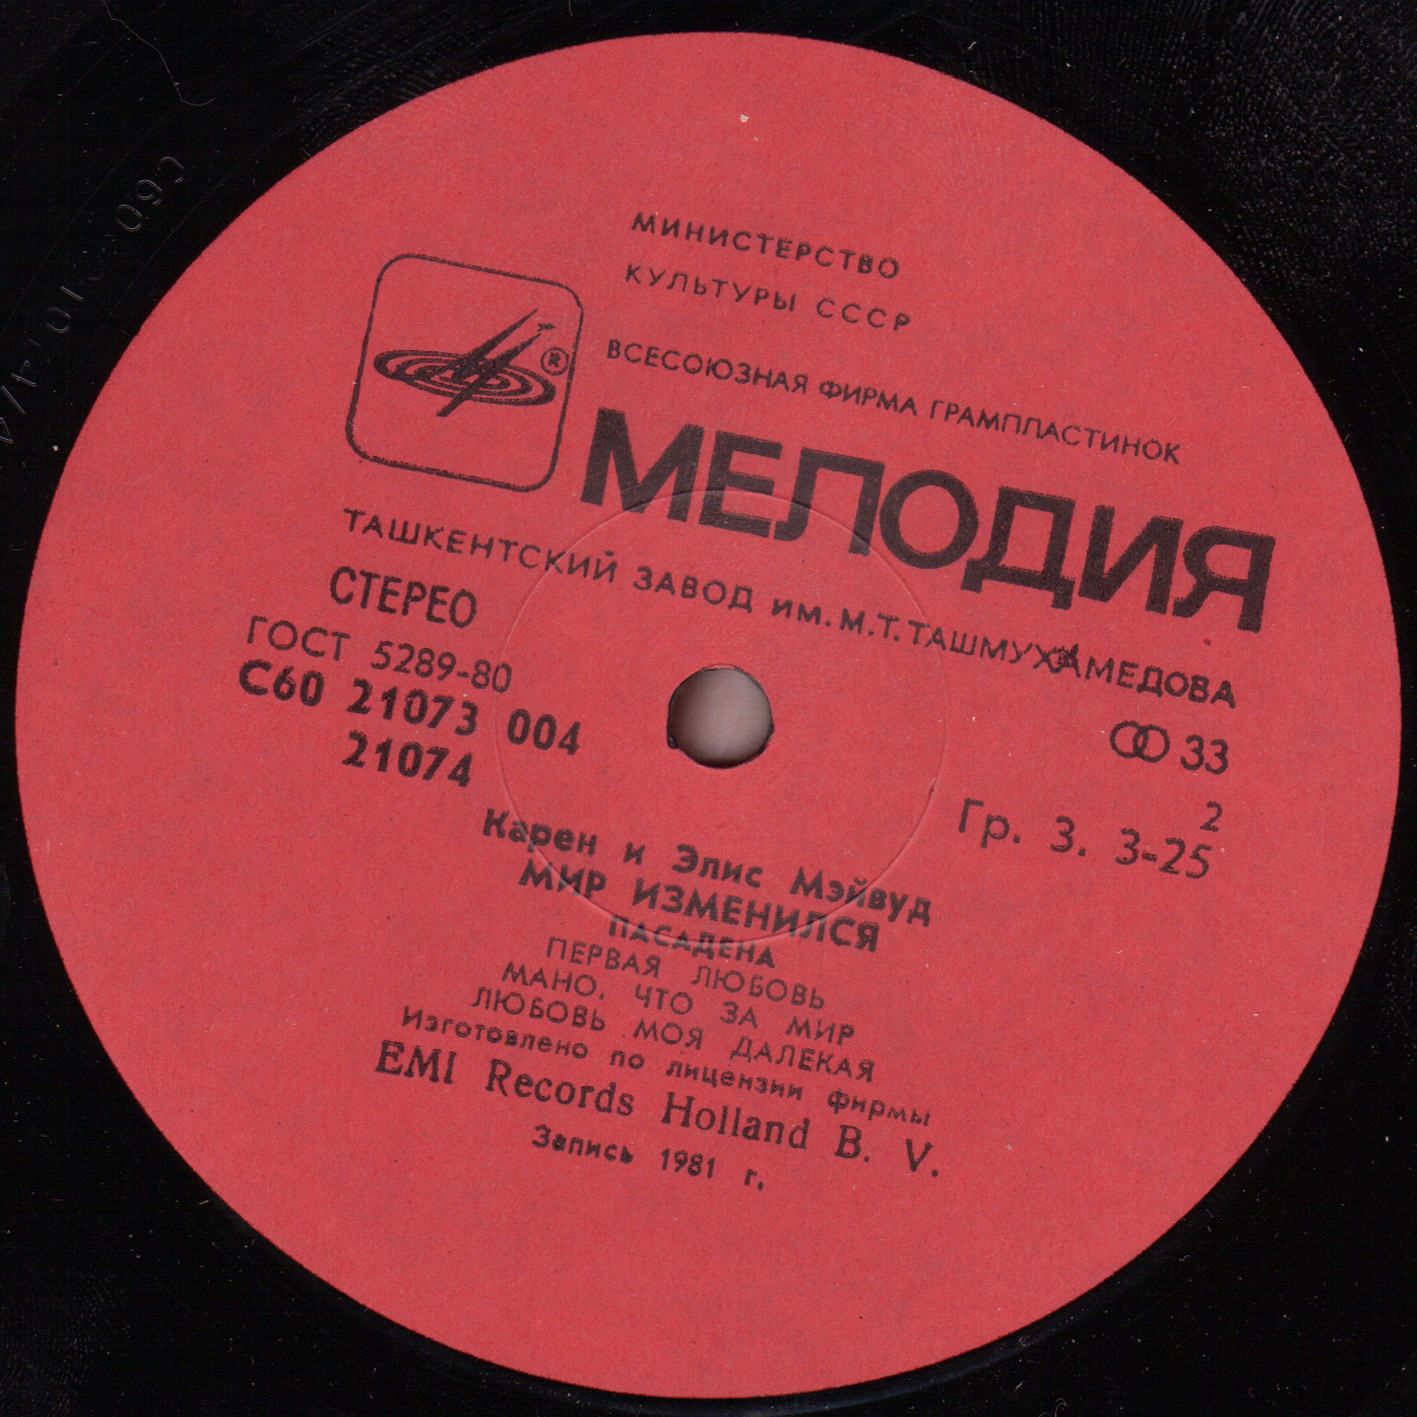 МИНИСТЕРСТВО
КУЛЬТУРЫ СССР
ВСЕСОЮЗНАЯ ФИРМА ГРАМПЛАСТИНОК
®
МЕЛОДИЯ
ТАШКЕНТСКИЙ ЗАВОД ИМ. М.Т. ТАШМУХАМЕДОВА
СТЕРЕО
ГОСТ 5289-80
33
С60 21073 004
21074
2
Гр. 3. 3-25
Карен и Элис Мэйвуд
МИР ИЗМЕНИЛСЯ
ПАСАДЕНА
ПЕРВАЯ ЛЮБОВЬ
МАНО, ЧТО ЗА МИР
ЛЮБОВЬ МОЯ ДАЛЕКАЯ
Изготовлено по лицензии фирмы
EMI Records Holland B. V.
Запись 1981 г.